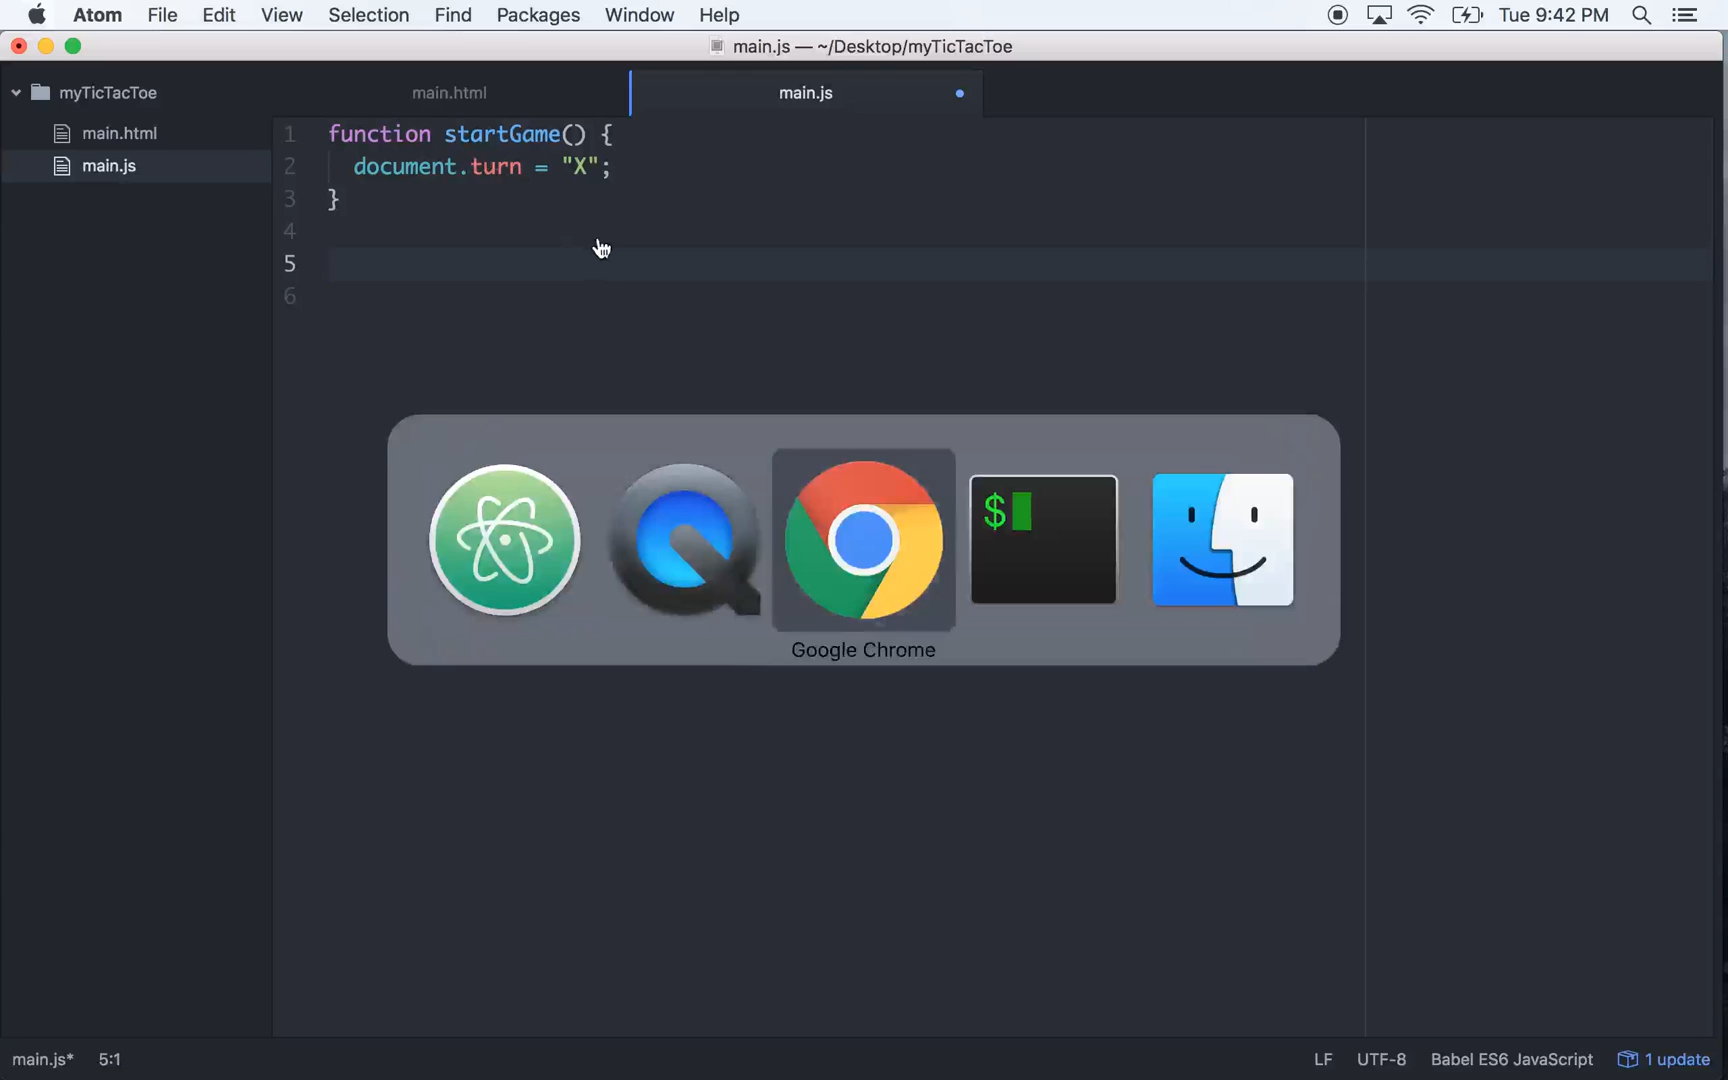 Atom File Edit View Selection Find Packages Window Help Tue 9:42 PM
main.js — ~/Desktop/myTicTacToe
myTicTacToe
main.html
main.js
main.html
main.js
1 function startGame() {
2 document.turn = "X";
3 }
4
5
6
$
Google Chrome
main.js* 5:1 LF UTF-8 Babel ES6 JavaScript 1 update